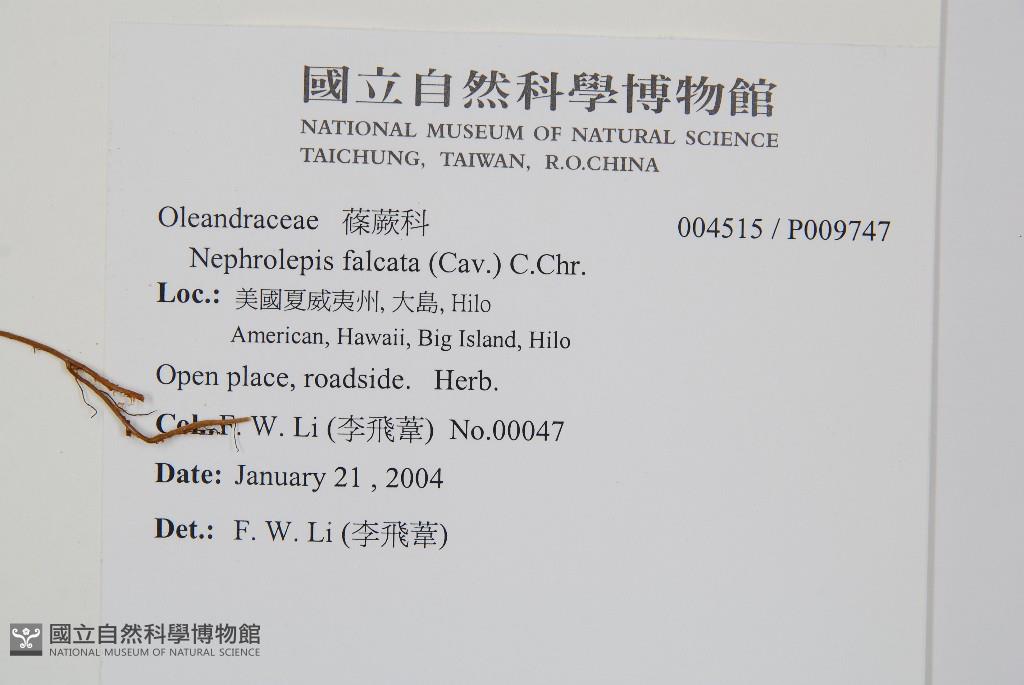 國立自然科學博物館
NATIONAL MUSEUM OF NATURAL SCIENCE
TAICHUNG, TAIWAN, R.O.CHINA
Oleandraceae 蓧蕨科 004515 / P009747
Nephrolepis falcata (Cav.) C.Chr.
Loc.: 美國夏威夷州, 大島, Hilo
American, Hawaii, Big Island, Hilo
Open place, roadside. Herb.
Col.: F. W. Li (李飛葦) No.00047
Date: January 21 , 2004
Det.: F. W. Li (李飛葦)
國立自然科學博物館
NATIONAL MUSEUM OF NATURAL SCIENCE